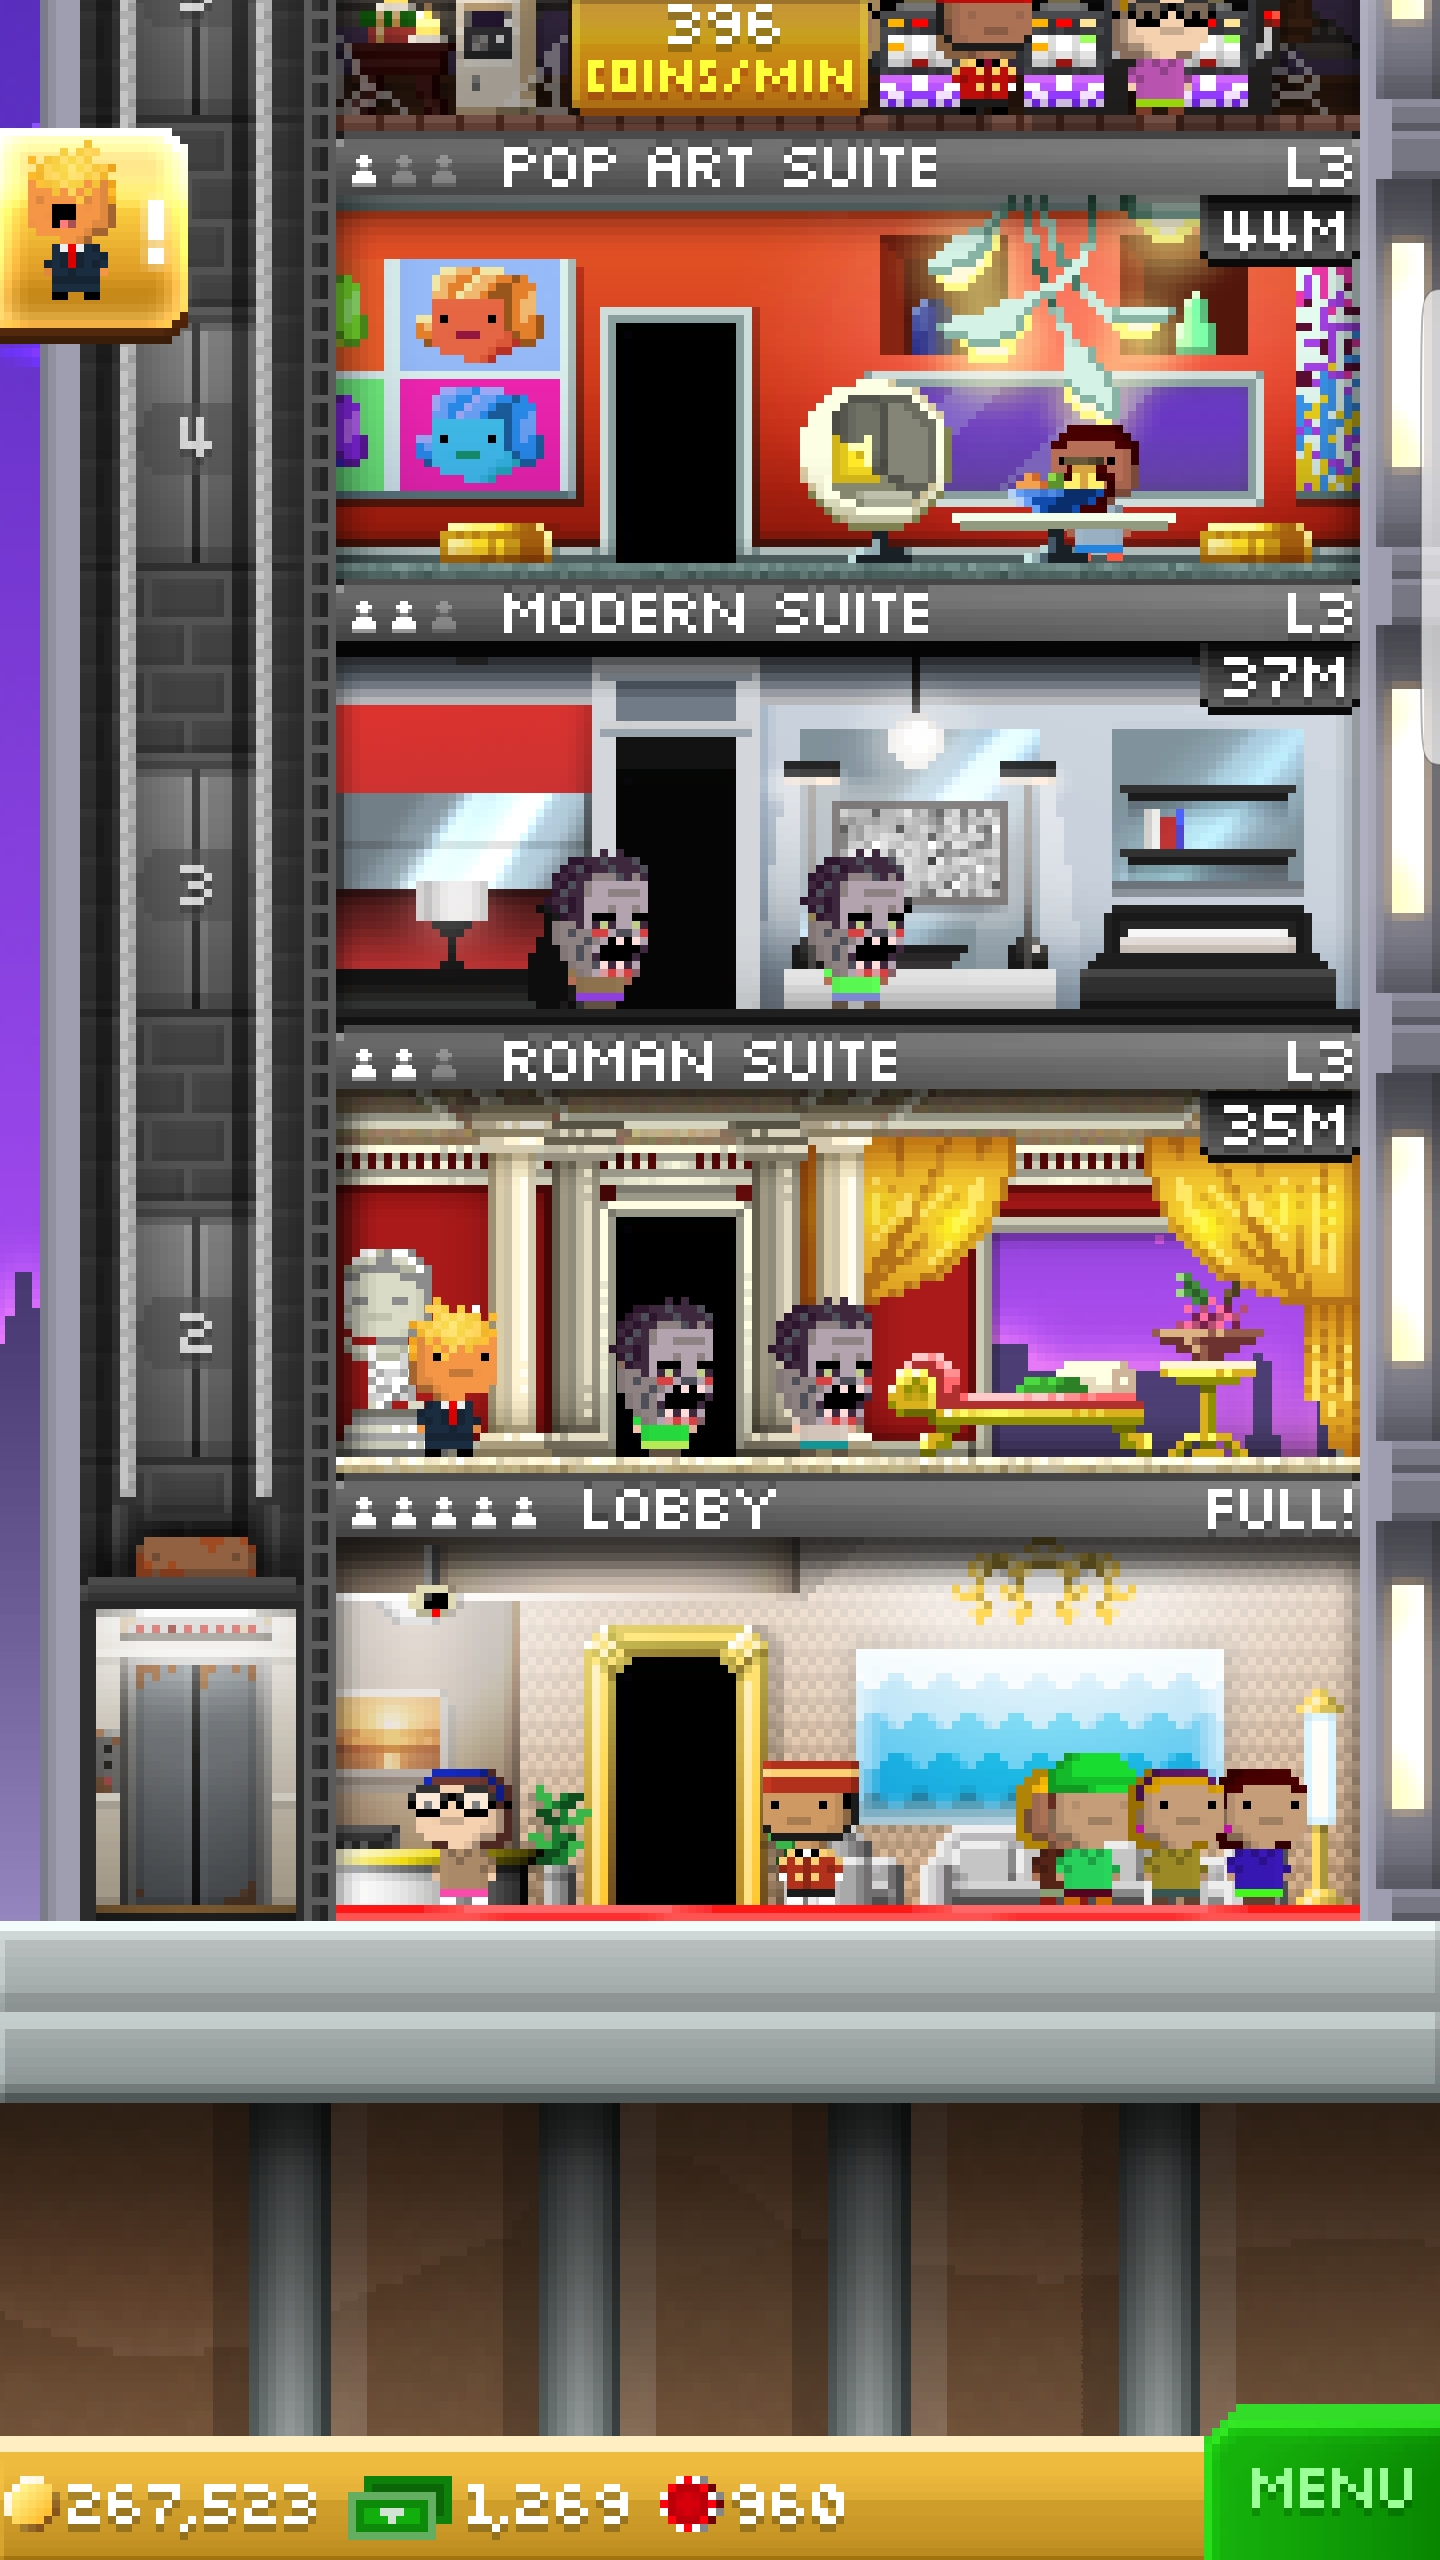 396
COINS/MIN
POP ART SUITE L3
44M
!
4
MODERN SUITE L3
37M
3
ROMAN SUITE L3
35M
2
LOBBY FULL!
267,523 1,269 960
MENU